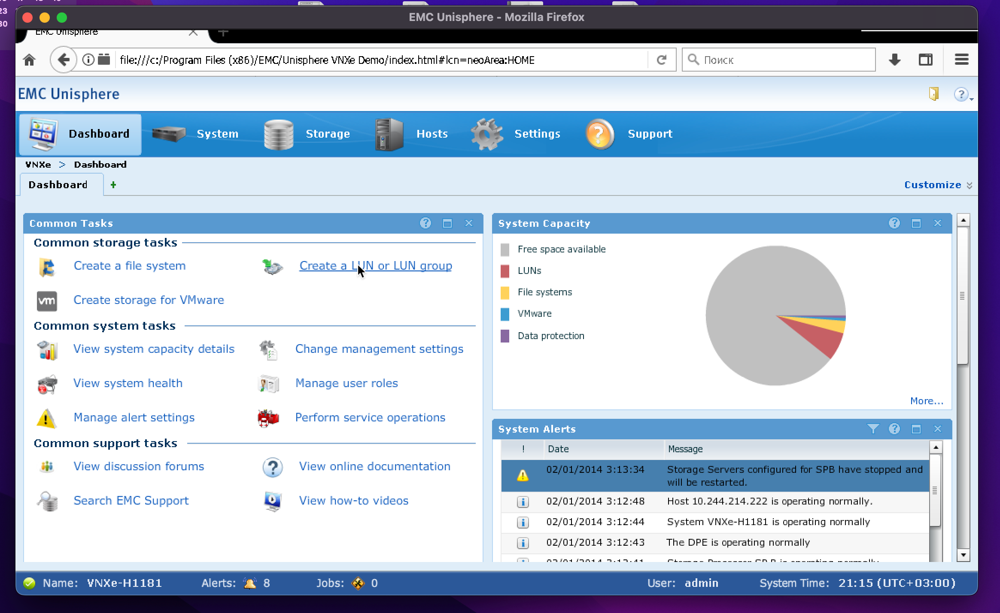 23
30
EMC Unisphere - Mozilla Firefox
EMC Unisphere
file:///c:/Program Files (x86)/EMC/Unisphere VNXe Demo/index.html#lcn=neoArea:HOME
Поиск
EMC Unisphere
Dashboard System Storage Hosts Settings Support
VNXe > Dashboard
Dashboard + Customize
Common Tasks
Common storage tasks
Create a file system Create a LUN or LUN group
vm Create storage for VMware
Common system tasks
View system capacity details Change management settings
View system health Manage user roles
Manage alert settings Perform service operations
Common support tasks
View discussion forums View online documentation
Search EMC Support View how-to videos
System Capacity
Free space available
LUNs
File systems
VMware
Data protection
More...
System Alerts
! Date Message
02/01/2014 3:13:34 Storage Servers configured for SPB have stopped and
will be restarted.
02/01/2014 3:12:48 Host 10.244.214.222 is operating normally.
02/01/2014 3:12:44 System VNXe-H1181 is operating normally
02/01/2014 3:12:43 The DPE is operating normally
Name: VNXe-H1181 Alerts: 8 Jobs: 0 User: admin System Time: 21:15 (UTC+03:00)